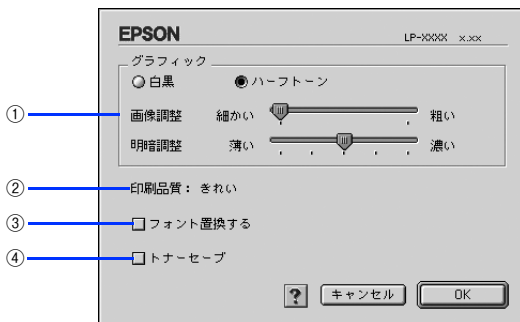 EPSON LP-XXXX x.xx
グラフィック
白黒 ハーフトーン
① 画像調整 細かい 粗い
明暗調整 薄い 濃い
② 印刷品質： きれい
③ フォント置換する
④ トナーセーブ
? キャンセル OK